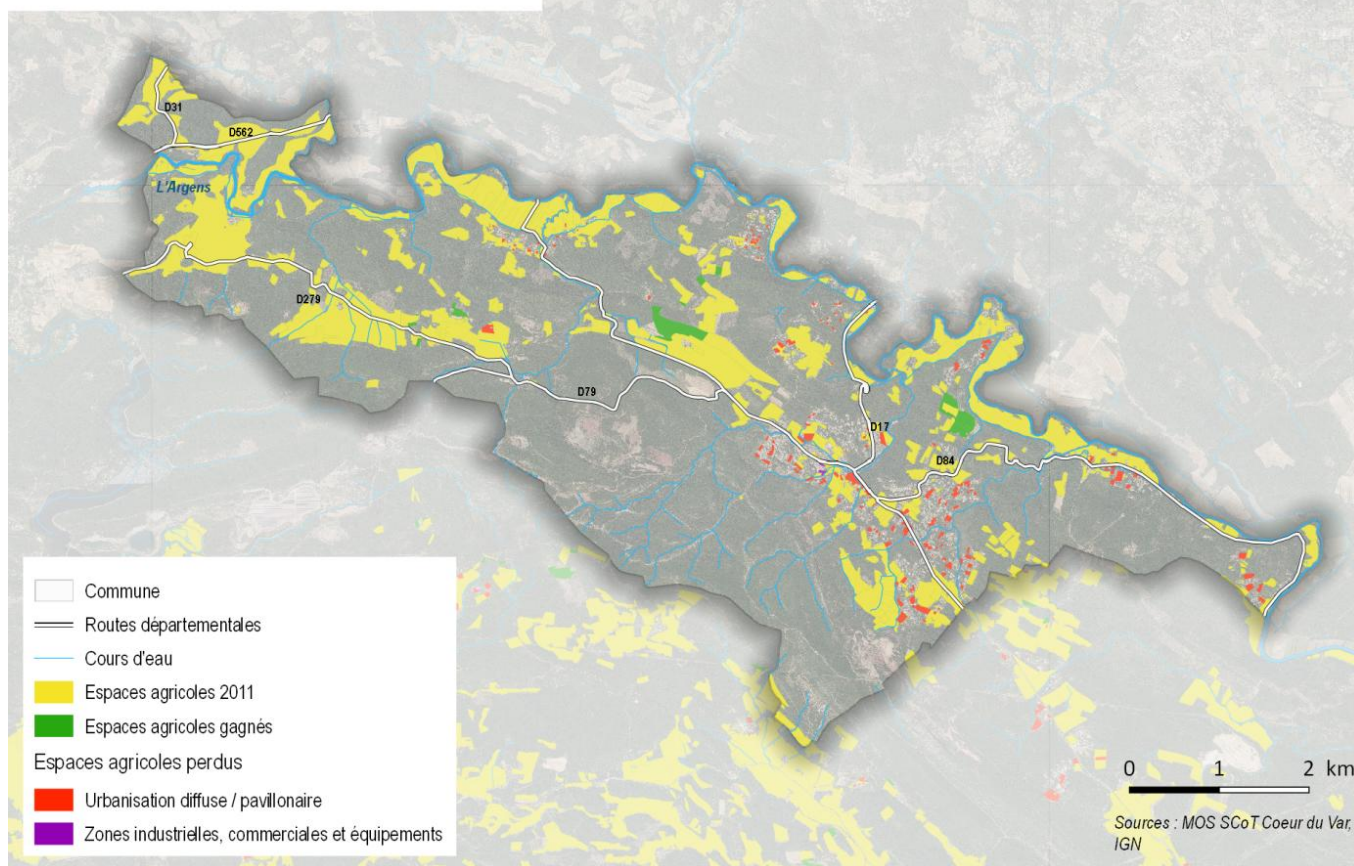 D31
D562
L'Argens
D279
D79
D17
D84
Commune
Routes départementales
Cours d'eau
Espaces agricoles 2011
Espaces agricoles gagnés
Espaces agricoles perdus
Urbanisation diffuse / pavillonaire
Zones industrielles, commerciales et équipements
0 1 2 km
Sources : MOS SCoT Coeur du Var,
IGN